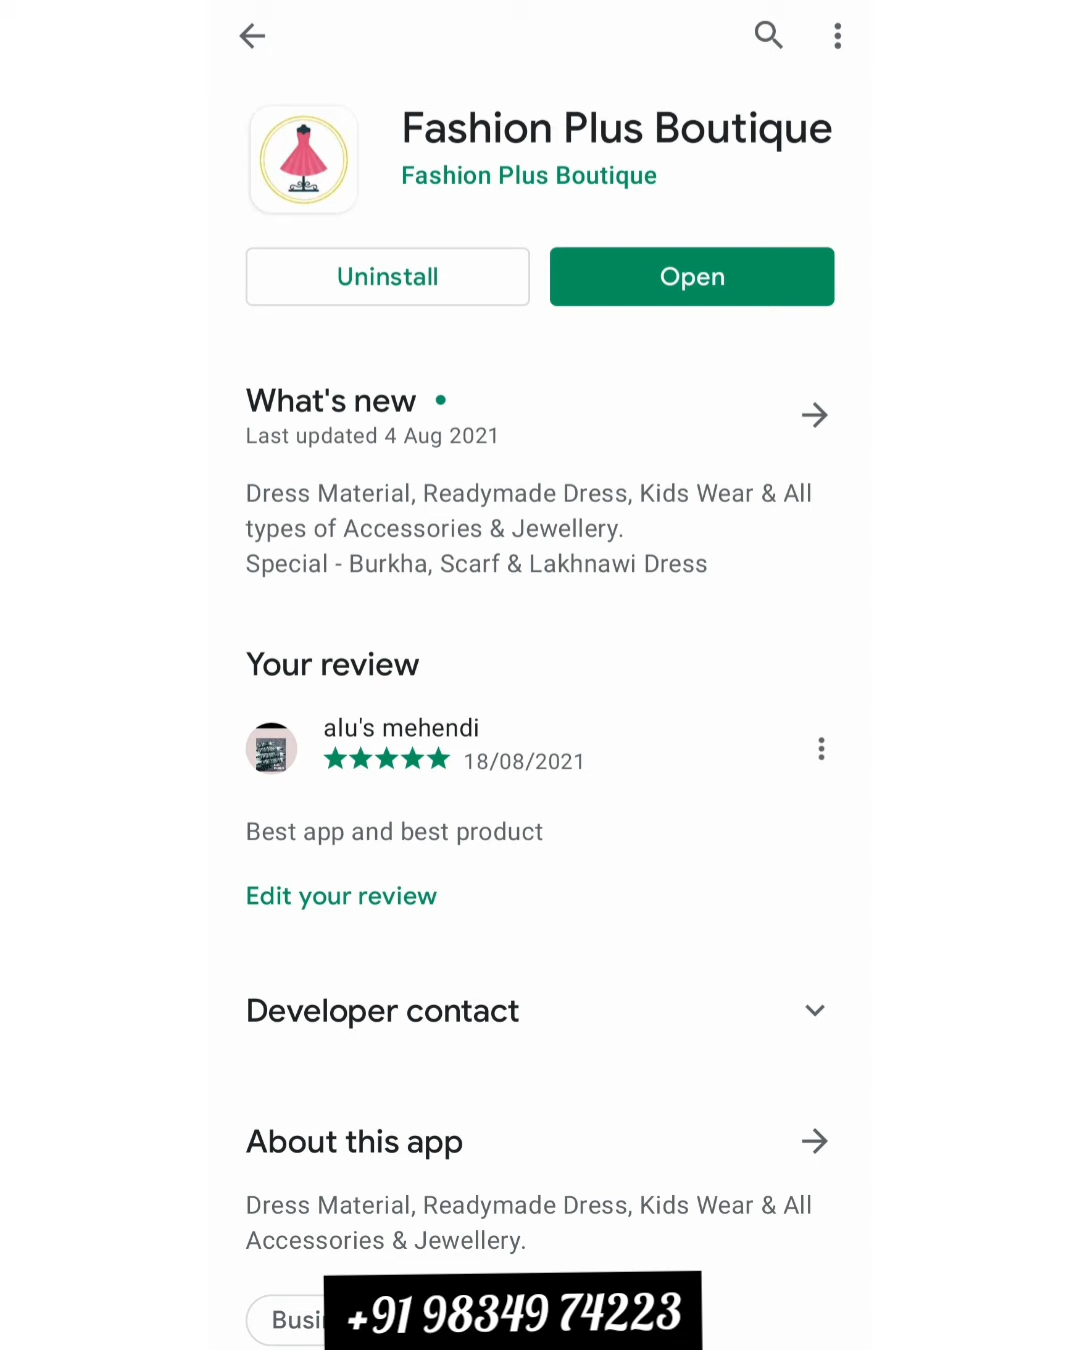 Fashion Plus Boutique
Fashion Plus Boutique
Uninstall
Open
What's new
Last updated 4 Aug 2021
Dress Material, Readymade Dress, Kids Wear & All
types of Accessories & Jewellery.
Special - Burkha, Scarf & Lakhnawi Dress
Your review
alu's mehendi
18/08/2021
Best app and best product
Edit your review
Developer contact
About this app
Dress Material, Readymade Dress, Kids Wear & All
Accessories & Jewellery.
+91 98349 74223